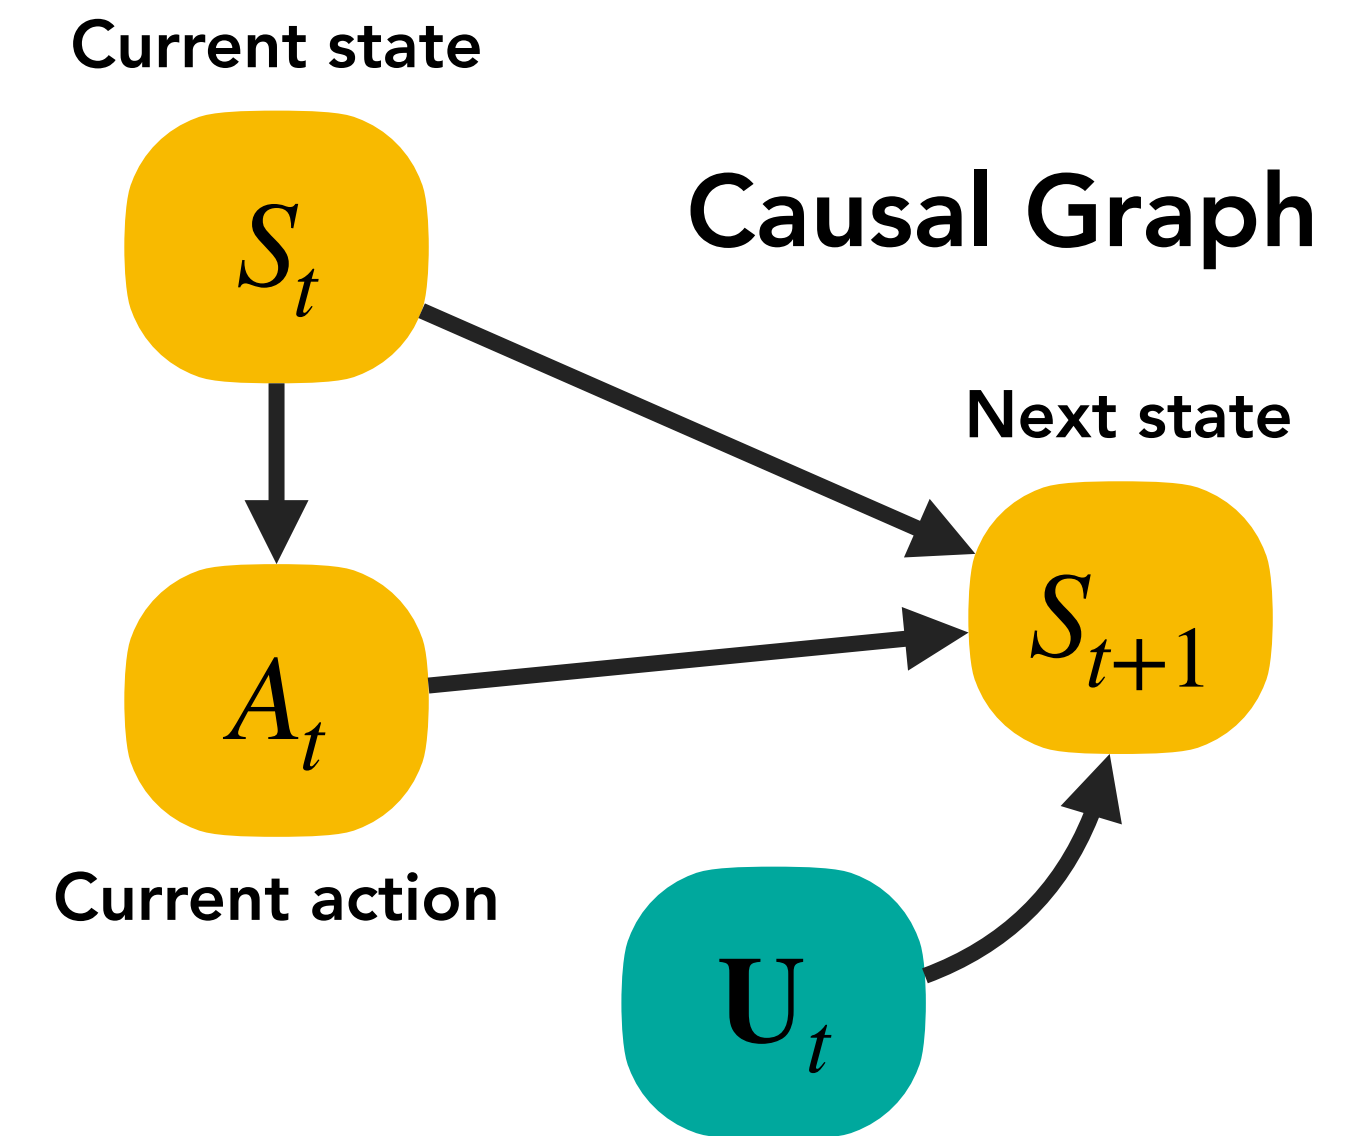 Current state
S_t
Causal Graph
Next state
S_{t+1}
A_t
Current action
U_t